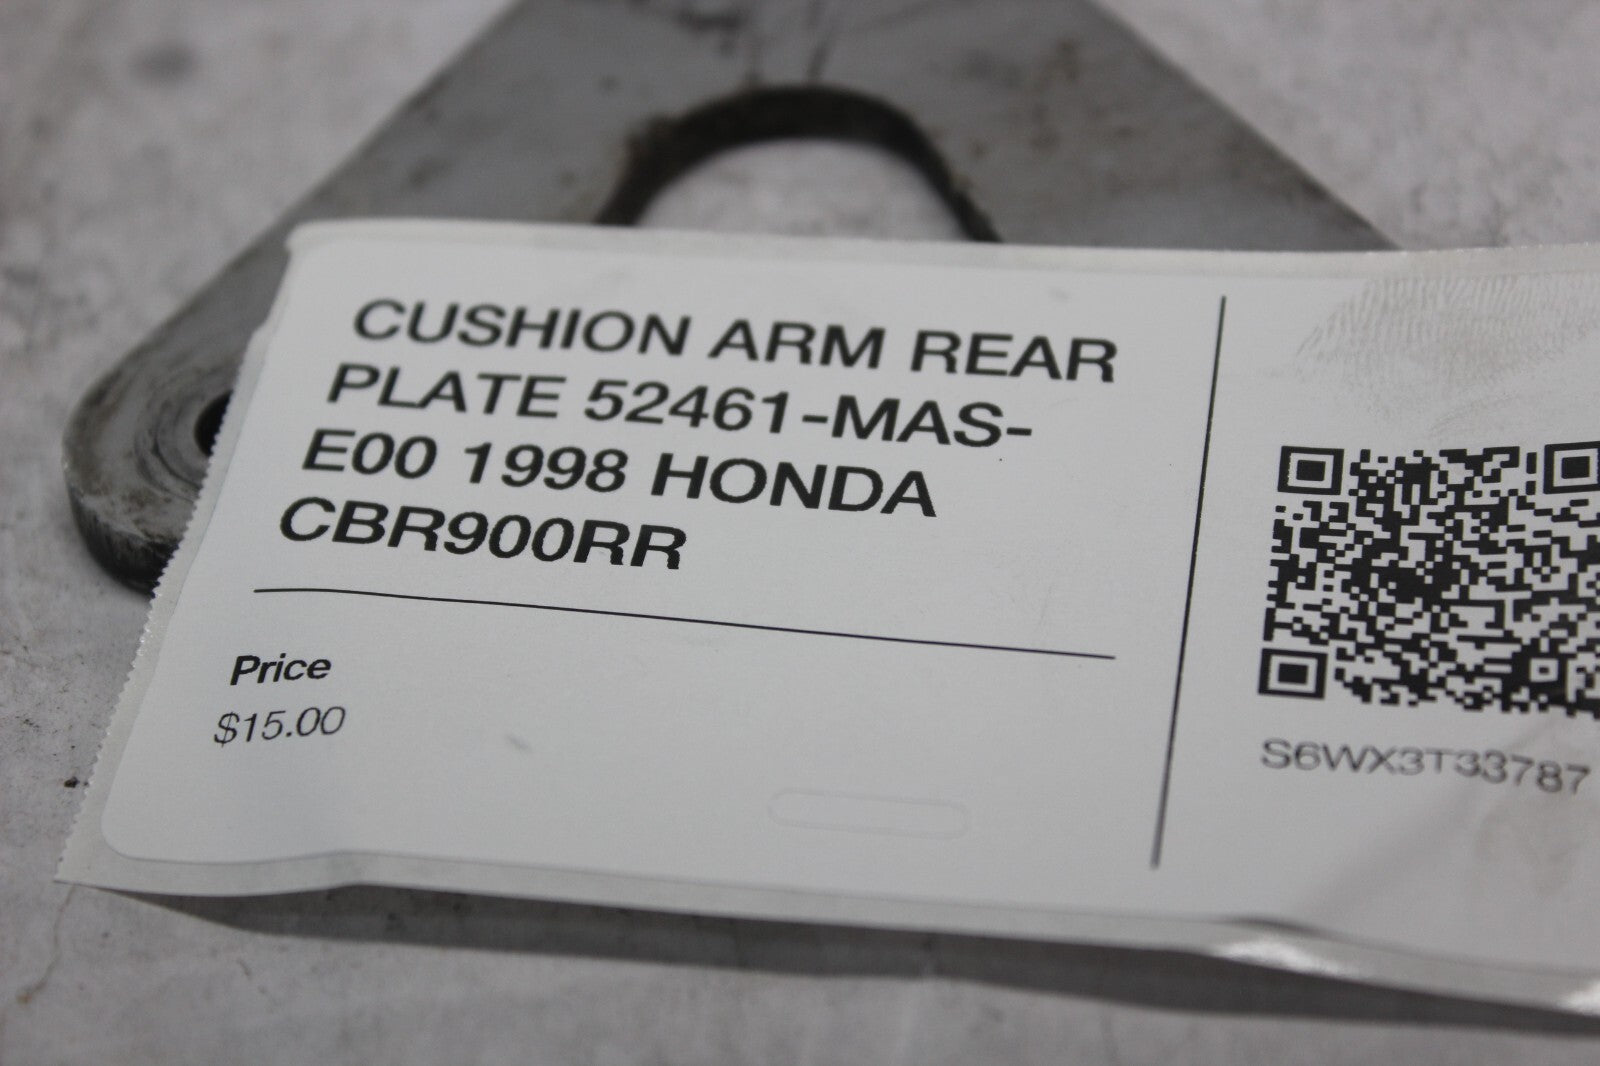 CUSHION ARM REAR
PLATE 52461-MAS-
E00 1998 HONDA
CBR900RR
Price
$15.00
S6WX3T33787